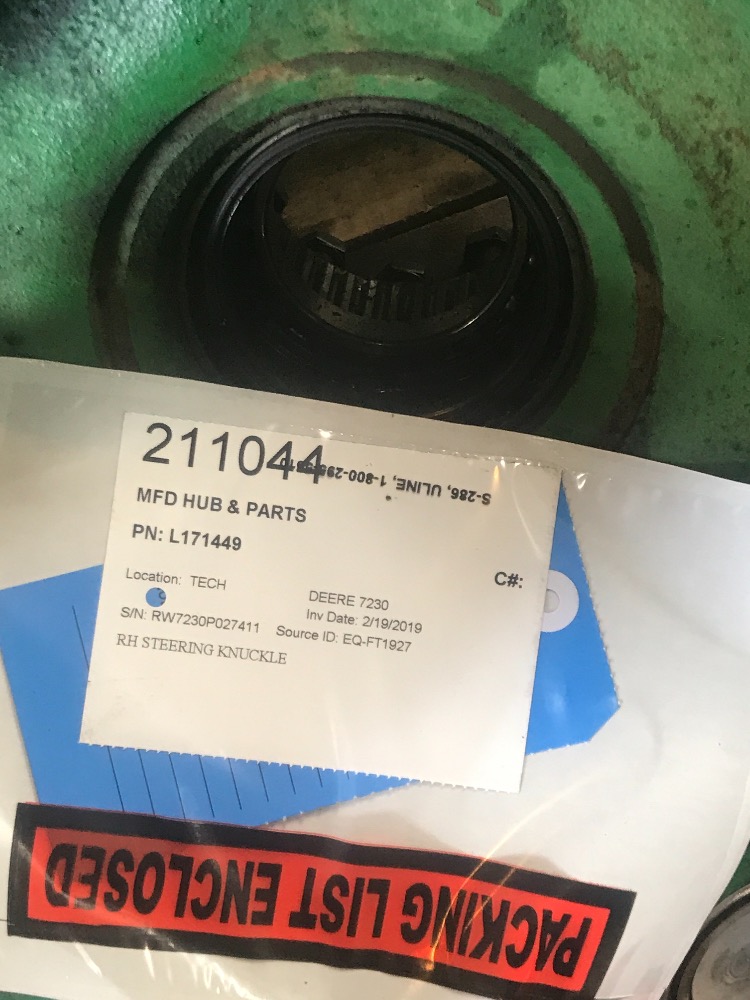 211044
S-286, ULINE, 1-800-295-5510
MFD HUB & PARTS
PN: L171449
C#:
Location: TECH
DEERE 7230
S/N: RW7230P027411
Inv Date: 2/19/2019
Source ID: EQ-FT1927
RH STEERING KNUCKLE
PACKING LIST ENCLOSED